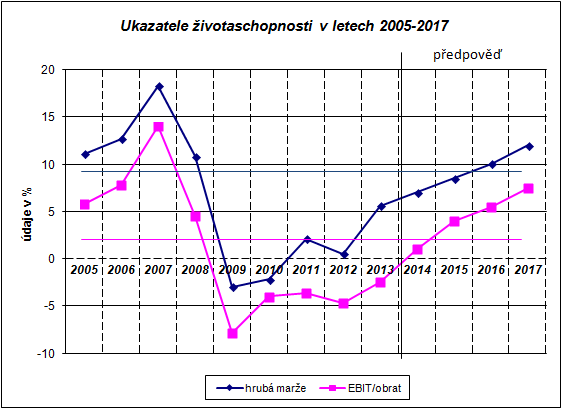 Ukazatele životaschopnosti v letech 2005-2017
předpověď
údaje v %
20
15
10
5
0
-5
-10
2005 2006 2007 2008 2009 2010 2011 2012 2013 2014 2015 2016 2017
hrubá marže EBIT/obrat